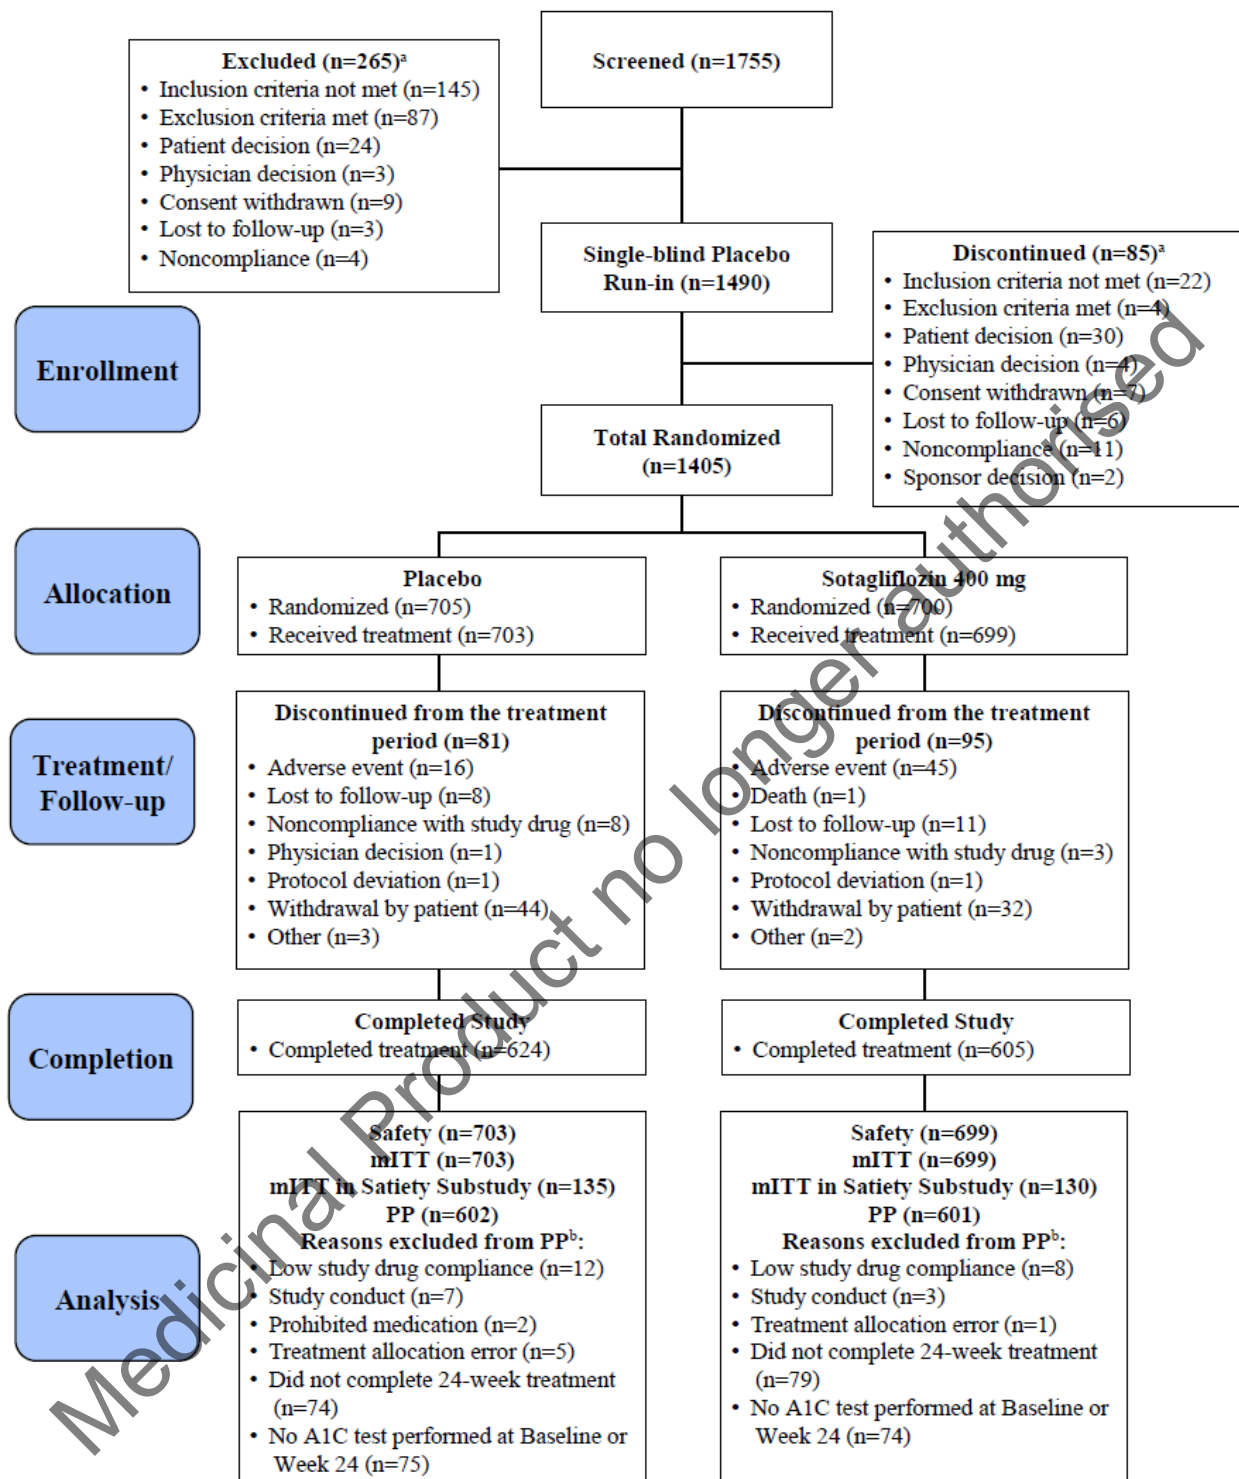 Screened (n=1755)
Excluded (n=265)ᵃ
• Inclusion criteria not met (n=145)
• Exclusion criteria met (n=87)
• Patient decision (n=24)
• Physician decision (n=3)
• Consent withdrawn (n=9)
• Lost to follow-up (n=3)
• Noncompliance (n=4)
Single-blind Placebo
Run-in (n=1490)
Discontinued (n=85)ᵃ
• Inclusion criteria not met (n=22)
• Exclusion criteria met (n=4)
• Patient decision (n=30)
• Physician decision (n=4)
• Consent withdrawn (n=7)
• Lost to follow-up (n=6)
• Noncompliance (n=11)
• Sponsor decision (n=2)
Enrollment
Total Randomized
(n=1405)
Allocation
Placebo
• Randomized (n=705)
• Received treatment (n=703)
Sotagliflozin 400 mg
• Randomized (n=700)
• Received treatment (n=699)
Treatment/
Follow-up
Discontinued from the treatment
period (n=81)
• Adverse event (n=16)
• Lost to follow-up (n=8)
• Noncompliance with study drug (n=8)
• Physician decision (n=1)
• Protocol deviation (n=1)
• Withdrawal by patient (n=44)
• Other (n=3)
Discontinued from the treatment
period (n=95)
• Adverse event (n=45)
• Death (n=1)
• Lost to follow-up (n=11)
• Noncompliance with study drug (n=3)
• Protocol deviation (n=1)
• Withdrawal by patient (n=32)
• Other (n=2)
Completion
Completed Study
• Completed treatment (n=624)
Completed Study
• Completed treatment (n=605)
Analysis
Safety (n=703)
mITT (n=703)
mITT in Satiety Substudy (n=135)
PP (n=602)
Reasons excluded from PPᵇ:
• Low study drug compliance (n=12)
• Study conduct (n=7)
• Prohibited medication (n=2)
• Treatment allocation error (n=5)
• Did not complete 24-week treatment
(n=74)
• No A1C test performed at Baseline or
Week 24 (n=75)
Safety (n=699)
mITT (n=699)
mITT in Satiety Substudy (n=130)
PP (n=601)
Reasons excluded from PPᵇ:
• Low study drug compliance (n=8)
• Study conduct (n=3)
• Treatment allocation error (n=1)
• Did not complete 24-week treatment
(n=79)
• No A1C test performed at Baseline or
Week 24 (n=74)
Medicinal Product no longer authorised